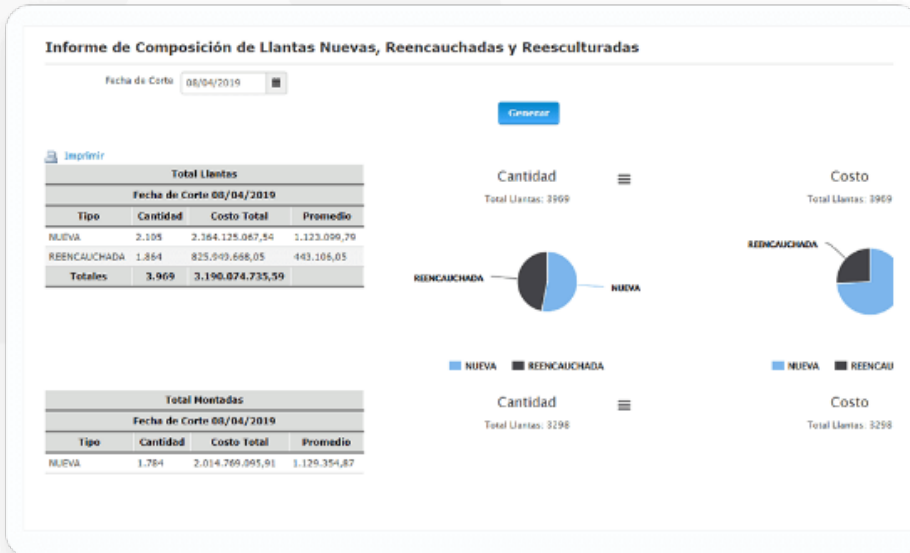 Informe de Composición de Llantas Nuevas, Reencauchadas y Reesculturadas
Fecha de Corte 08/04/2019
Generar
Imprimir
Total Llantas
Fecha de Corte 08/04/2019
Tipo Cantidad Costo Total Promedio
NUEVA 2.105 2.364.125.067,54 1.123.099,79
REENCAUCHADA 1.864 825.949.668,05 443.106,05
Totales 3.969 3.190.074.735,59
Cantidad
Total Llantas: 3969
REENCAUCHADA
NUEVA
NUEVA REENCAUCHADA
Costo
Total Llantas: 3969
REENCAUCHADA
NUEVA REENCAU
Total Montadas
Fecha de Corte 08/04/2019
Tipo Cantidad Costo Total Promedio
NUEVA 1.784 2.014.769.095,91 1.129.354,87
Cantidad
Total Llantas: 3298
Costo
Total Llantas: 3298